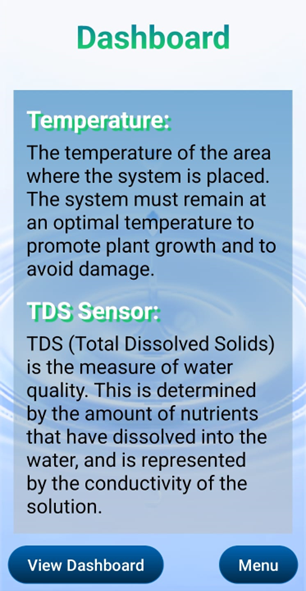 Dashboard
Temperature:
The temperature of the area
where the system is placed.
The system must remain at
an optimal temperature to
promote plant growth and to
avoid damage.
TDS Sensor:
TDS (Total Dissolved Solids)
is the measure of water
quality. This is determined
by the amount of nutrients
that have dissolved into the
water, and is represented
by the conductivity of the
solution.
View Dashboard
Menu